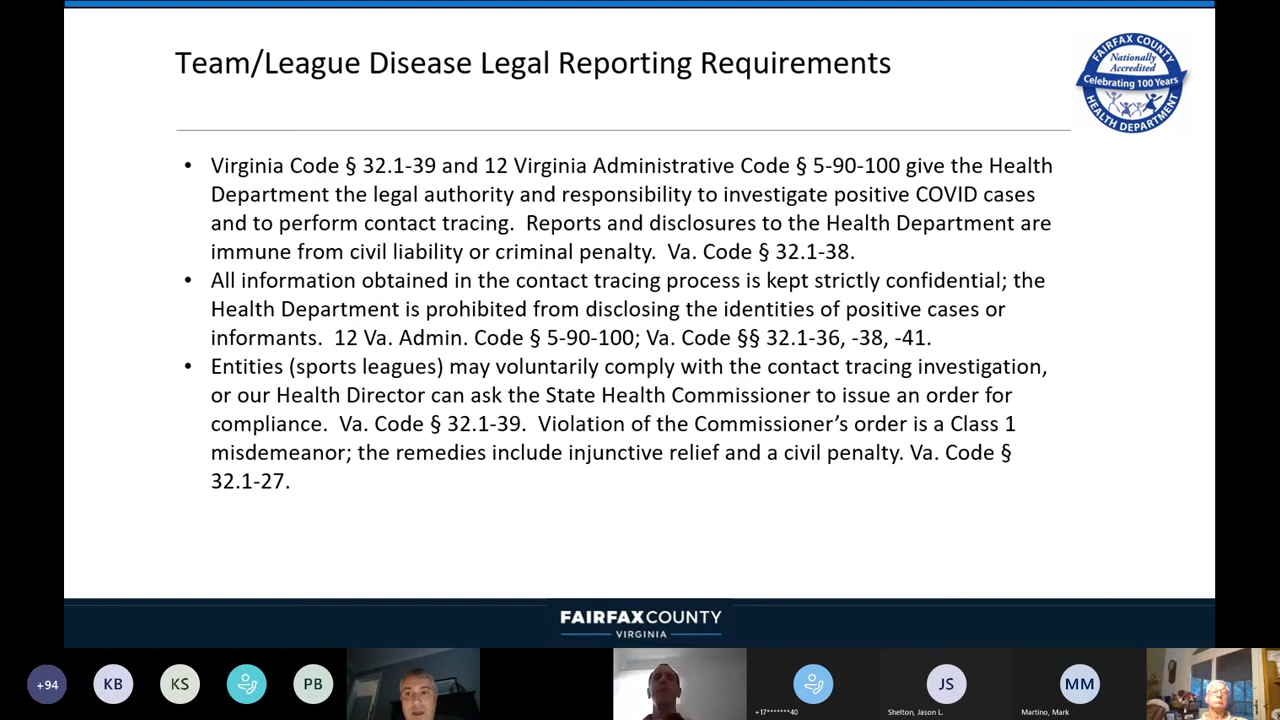 Team/League Disease Legal Reporting Requirements
FAIRFAX COUNTY
Nationally
Accredited
Celebrating 100 Years
HEALTH DEPARTMENT
• Virginia Code § 32.1-39 and 12 Virginia Administrative Code § 5-90-100 give the Health
Department the legal authority and responsibility to investigate positive COVID cases
and to perform contact tracing.  Reports and disclosures to the Health Department are
immune from civil liability or criminal penalty.  Va. Code § 32.1-38.
• All information obtained in the contact tracing process is kept strictly confidential; the
Health Department is prohibited from disclosing the identities of positive cases or
informants.  12 Va. Admin. Code § 5-90-100; Va. Code §§ 32.1-36, -38, -41.
• Entities (sports leagues) may voluntarily comply with the contact tracing investigation,
or our Health Director can ask the State Health Commissioner to issue an order for
compliance.  Va. Code § 32.1-39.  Violation of the Commissioner’s order is a Class 1
misdemeanor; the remedies include injunctive relief and a civil penalty. Va. Code §
32.1-27.
FAIRFAX COUNTY
VIRGINIA
+94
KB
KS
PB
JS
MM
+17*******40
Shelton, Jason L.
Martino, Mark